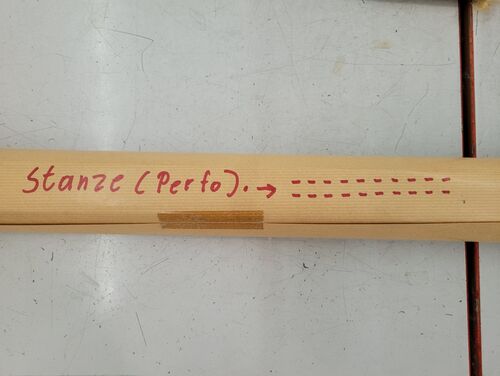 Stanze (Perfo). →